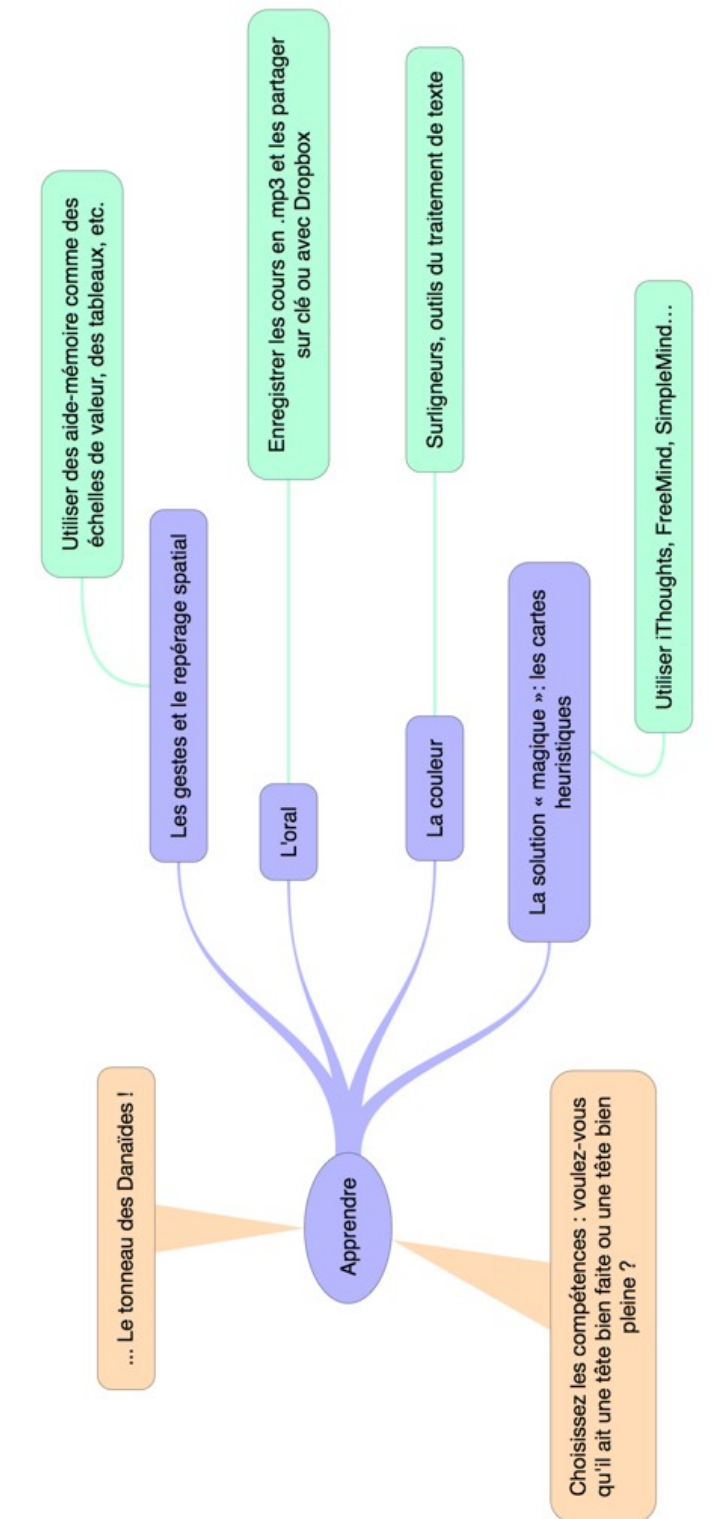 ... Le tonneau des Danaïdes !
Apprendre
Choisissez les compétences : voulez-vous
qu'il ait une tête bien faite ou une tête bien
pleine ?
Les gestes et le repérage spatial
Utiliser des aide-mémoire comme des
échelles de valeur, des tableaux, etc.
L'oral
Enregistrer les cours en .mp3 et les partager
sur clé ou avec Dropbox
La couleur
Surligneurs, outils du traitement de texte
La solution « magique »: les cartes
heuristiques
Utiliser iThoughts, FreeMind, SimpleMind...